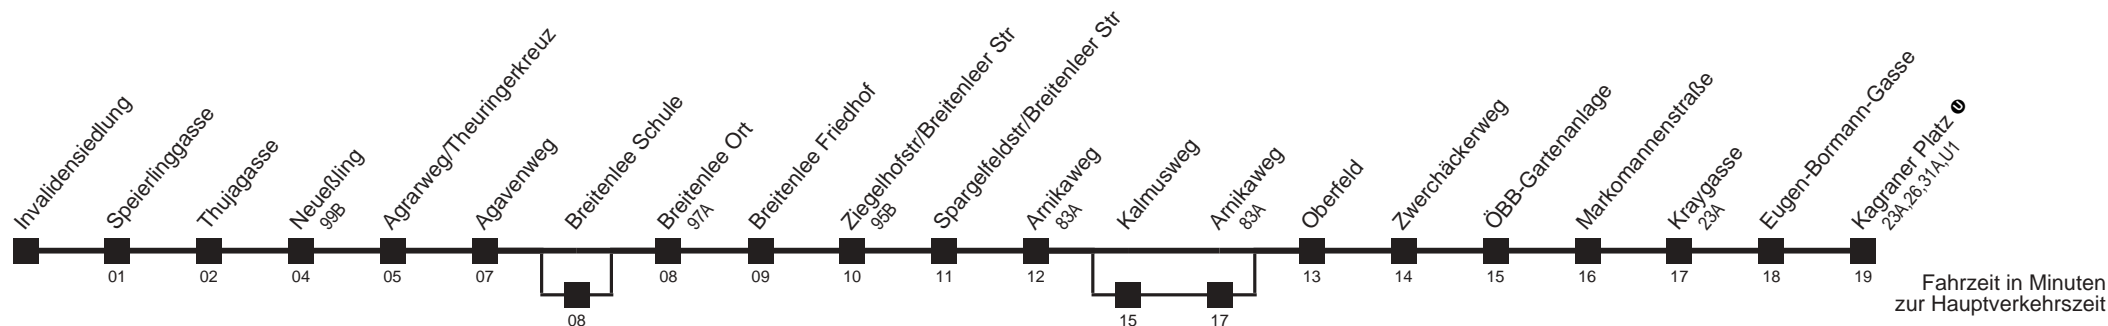 Invalidensiedlung
Speierlinggasse
01
Thujagasse
02
Neueßling
99B
04
Agrarweg/Theuringerkreuz
05
Agavenweg
07
Breitenlee Schule
08
Breitenlee Ort
97A
08
Breitenlee Friedhof
09
Ziegelhofstr/Breitenleer Str
95B
10
Spargelfeldstr/Breitenleer Str
11
Arnikaweg
83A
12
Kalmusweg
15
Arnikaweg
83A
17
Oberfeld
13
Zwerchäckerweg
14
ÖBB-Gartenanlage
15
Markomannenstraße
16
Kraygasse
23A
17
Eugen-Bormann-Gasse
18
Kagraner Platz U
23A,26,31A,U1
19
Fahrzeit in Minuten
zur Hauptverkehrszeit